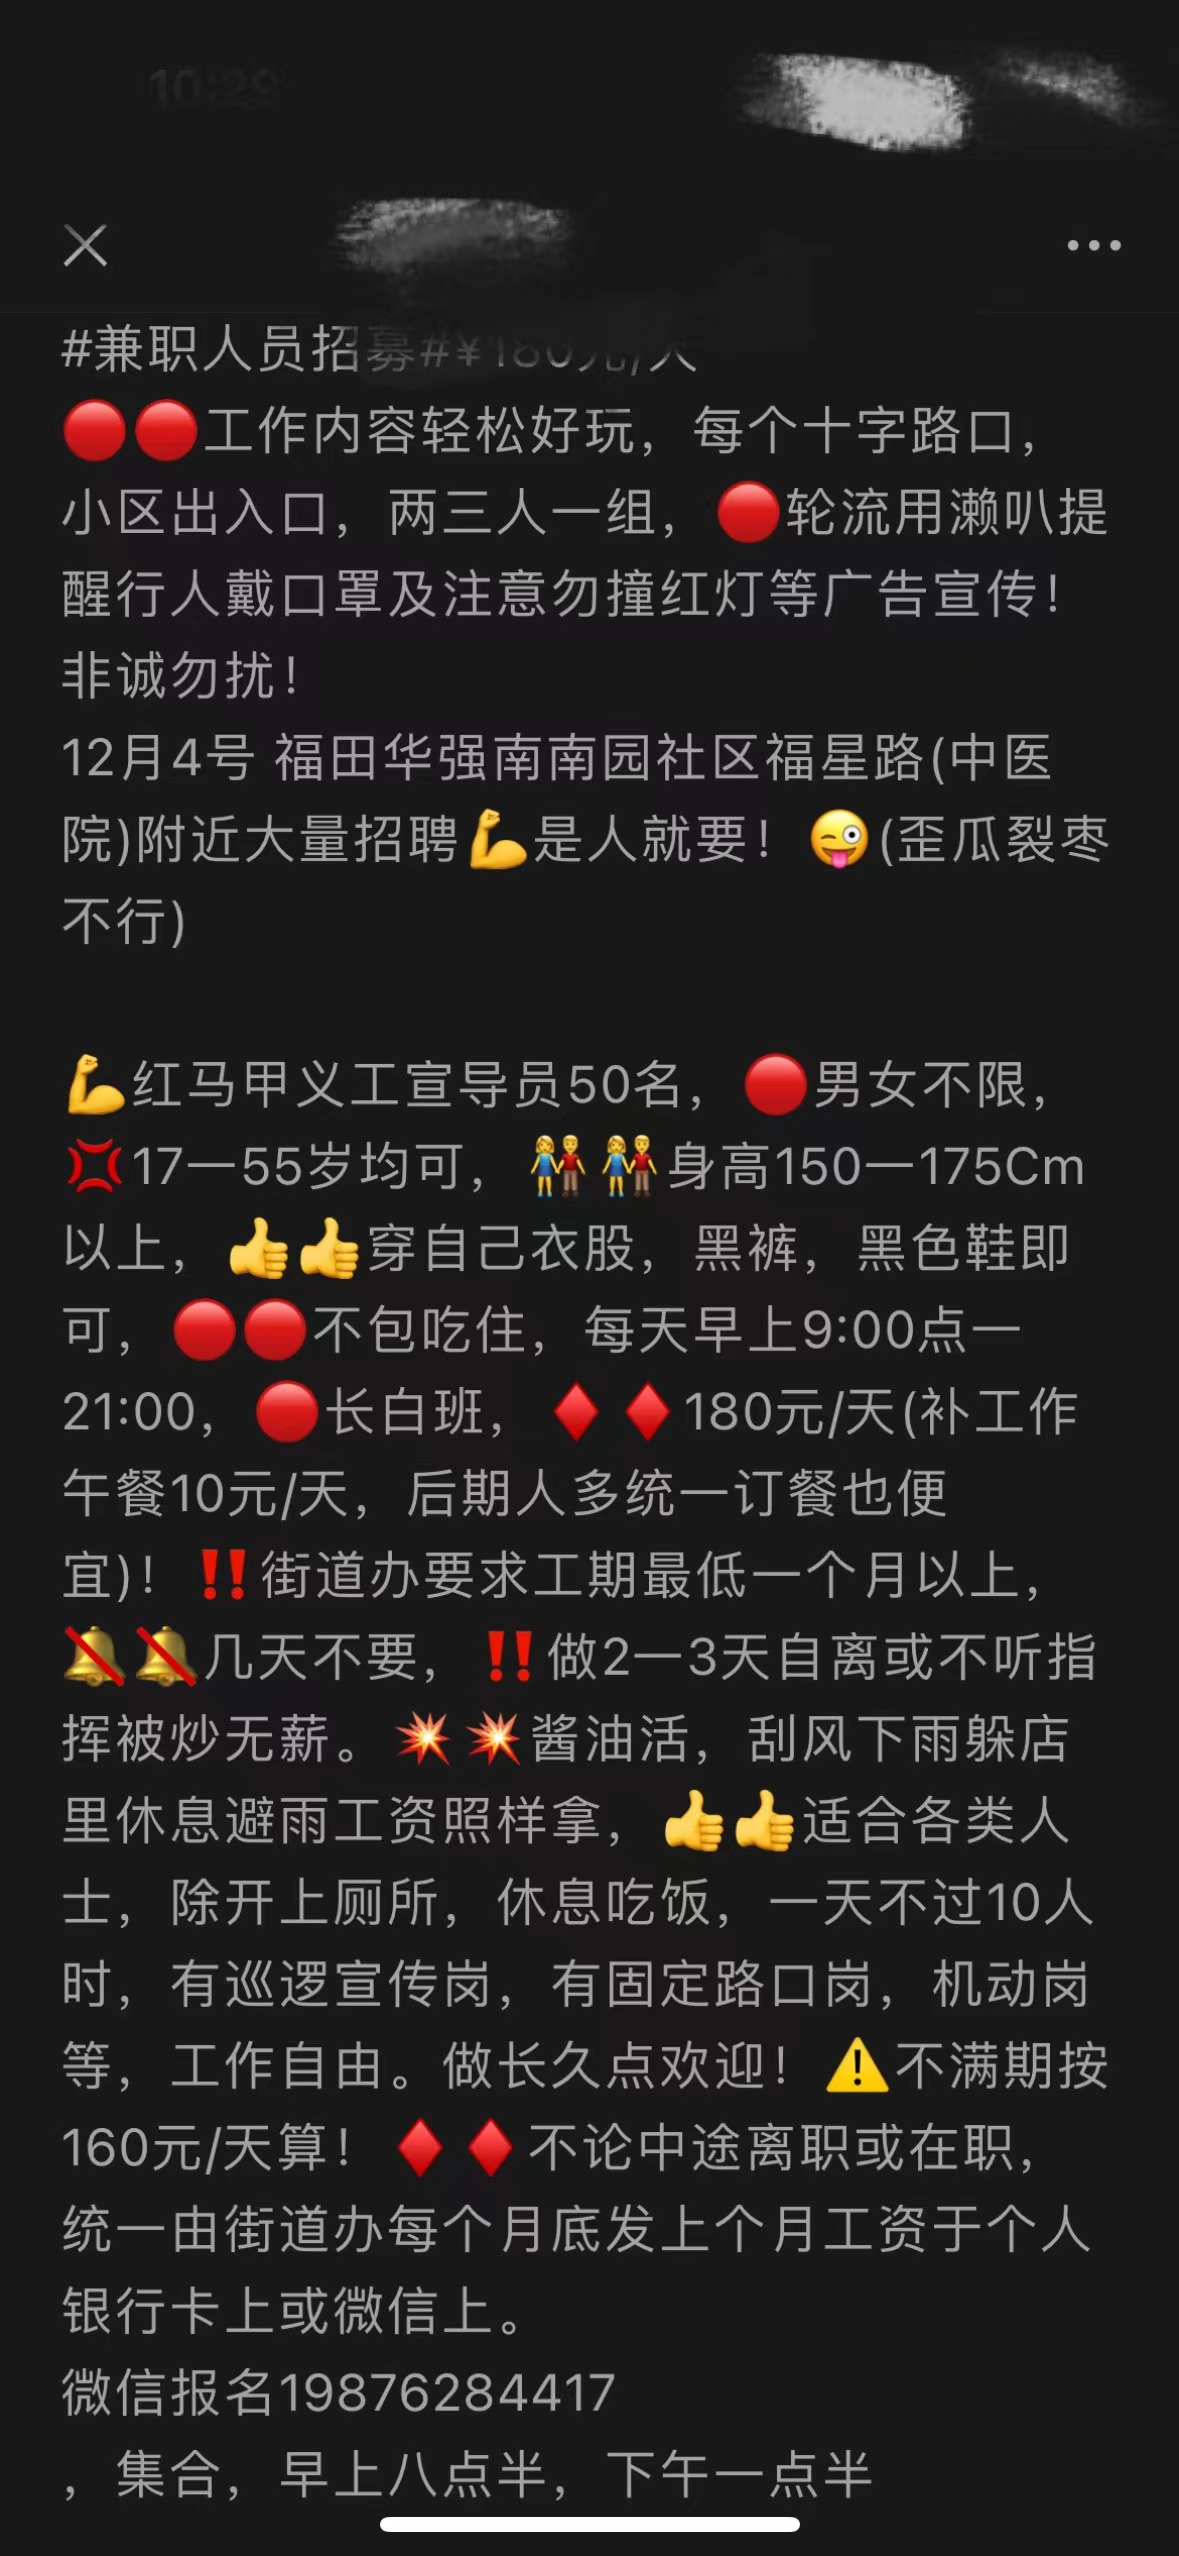 10:29
#兼职人员招募#¥180元/天
🔴🔴工作内容轻松好玩，每个十字路口，
小区出入口，两三人一组，🔴轮流用濑叭提
醒行人戴口罩及注意勿撞红灯等广告宣传！
非诚勿扰！
12月4号 福田华强南南园社区福星路(中医
院)附近大量招聘💪是人就要！😜(歪瓜裂枣
不行)
💪红马甲义工宣导员50名，🔴男女不限，
💢17一55岁均可，👫👫身高150一175Cm
以上，👍👍穿自己衣股，黑裤，黑色鞋即
可，🔴🔴不包吃住，每天早上9:00点一
21:00，🔴长白班，♦️♦️180元/天(补工作
午餐10元/天，后期人多统一订餐也便
宜)！‼️街道办要求工期最低一个月以上，
🔕🔕几天不要，‼️做2一3天自离或不听指
挥被炒无薪。💥💥酱油活，刮风下雨躲店
里休息避雨工资照样拿，👍👍适合各类人
士，除开上厕所，休息吃饭，一天不过10人
时，有巡逻宣传岗，有固定路口岗，机动岗
等，工作自由。做长久点欢迎！⚠️不满期按
160元/天算！♦️♦️不论中途离职或在职，
统一由街道办每个月底发上个月工资于个人
银行卡上或微信上。
微信报名19876284417
，集合，早上八点半，下午一点半